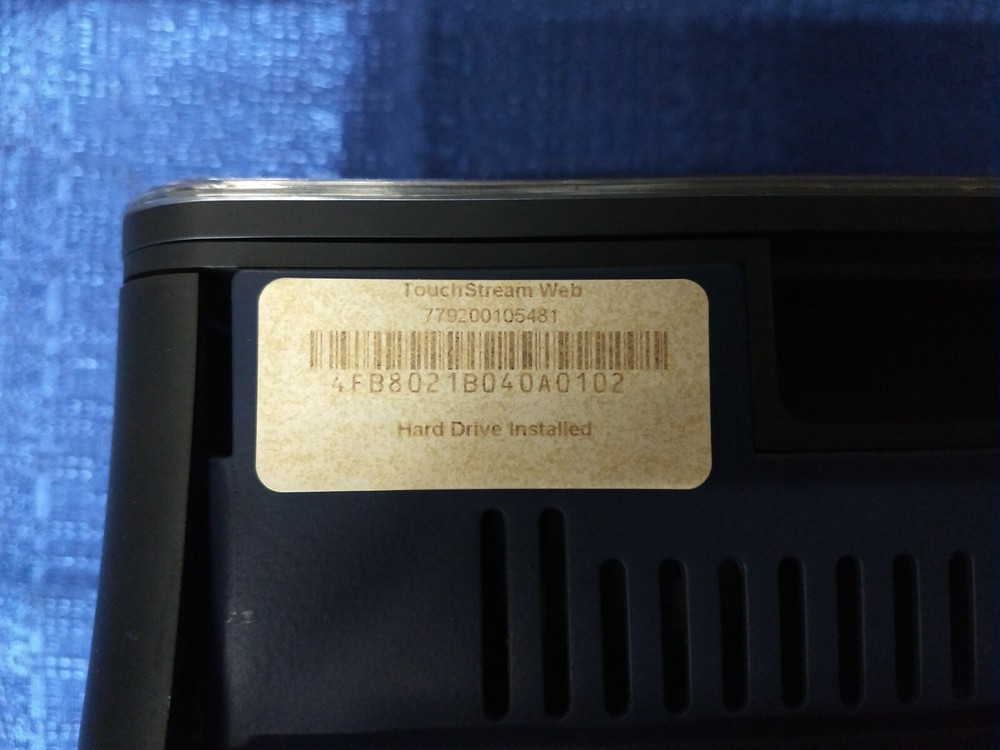 TouchStream Web
779200105481
4FB8021B040A0102
Hard Drive Installed